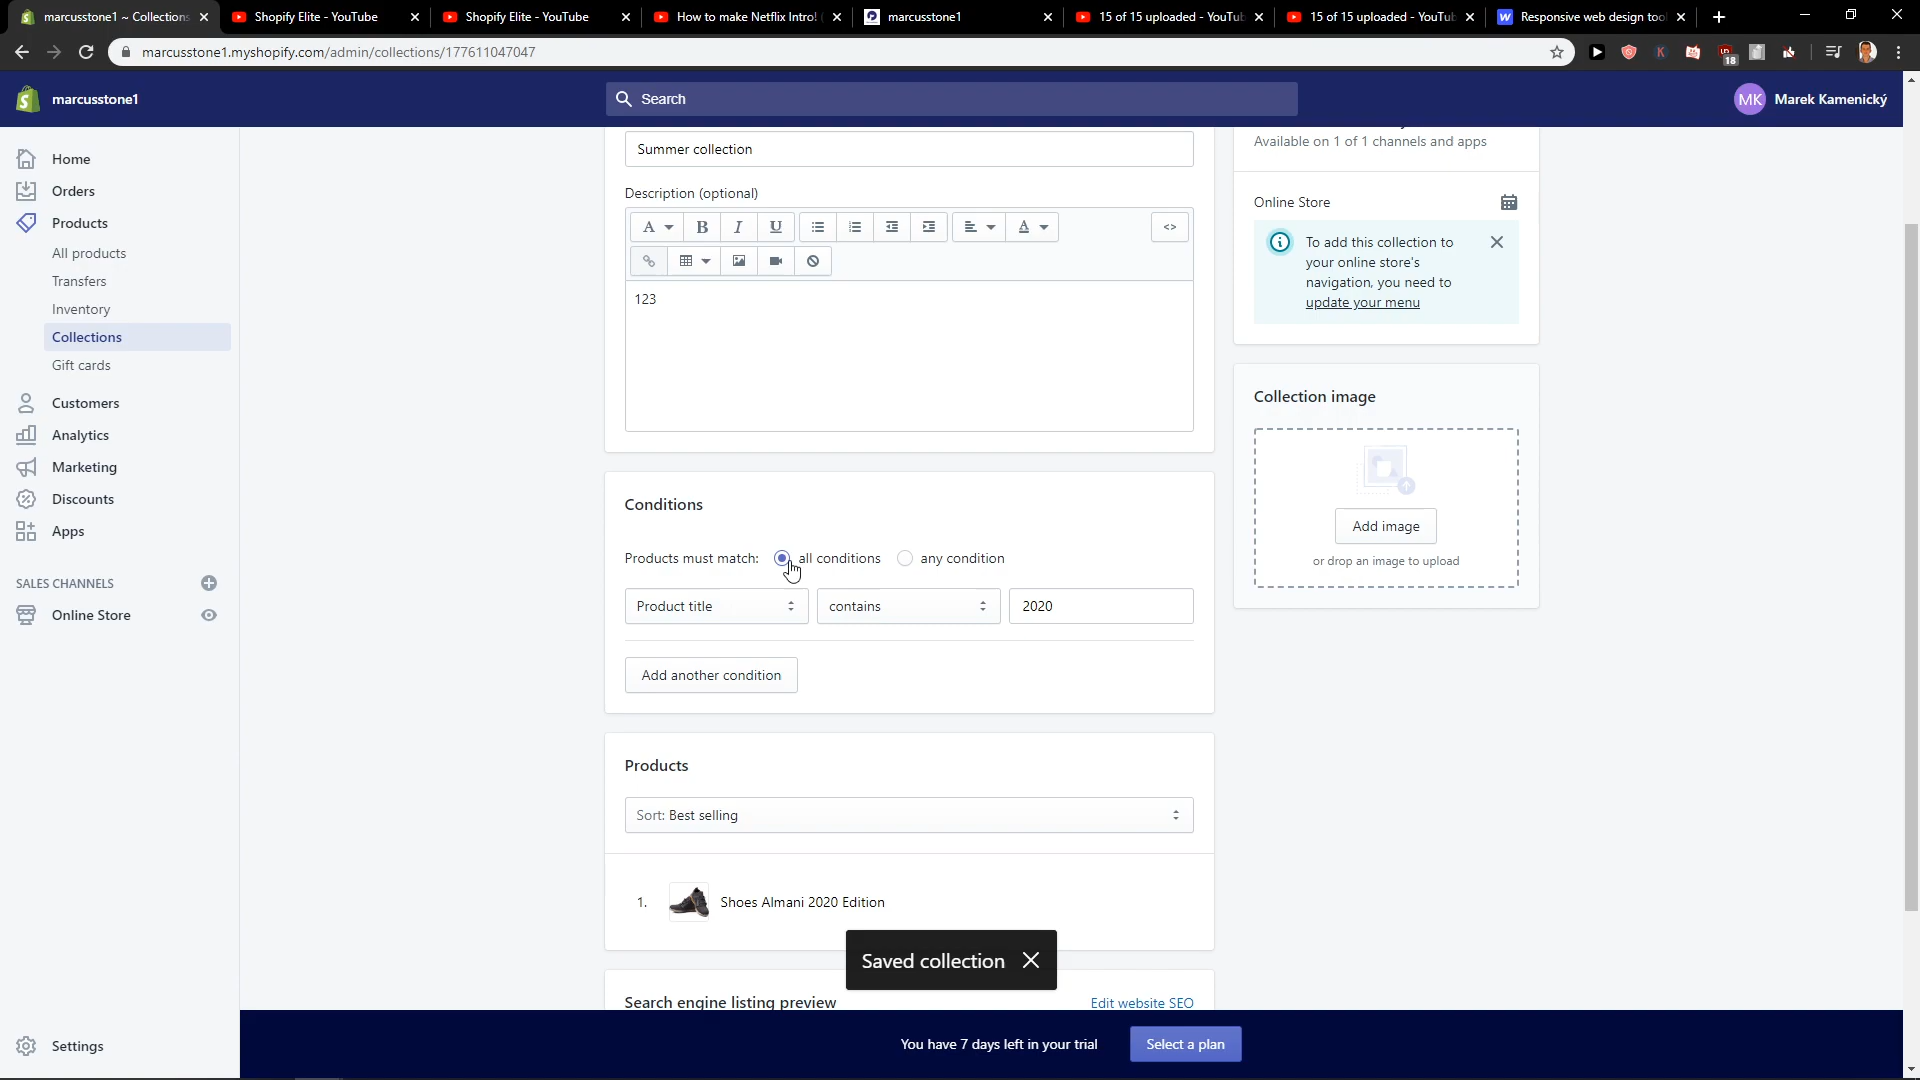 marcusstone1 ~ Collections
Shopify Elite - YouTube
Shopify Elite - YouTube
How to make Netflix Intro! (
marcusstone1
15 of 15 uploaded - YouTub
15 of 15 uploaded - YouTub
Responsive web design tool
marcusstone1.myshopify.com/admin/collections/177611047047
18
marcusstone1
Search
MK
Marek Kamenický
Home
Orders
Products
All products
Transfers
Inventory
Collections
Gift cards
Customers
Analytics
Marketing
Discounts
Apps
SALES CHANNELS
Online Store
Settings
Summer collection
Description (optional)
A
B
I
U
A
<>
123
Conditions
Products must match:
all conditions
any condition
Product title
contains
2020
Add another condition
Products
Sort: Best selling
1.
Shoes Almani 2020 Edition
Saved collection
Search engine listing preview
Edit website SEO
Available on 1 of 1 channels and apps
Online Store
To add this collection to
your online store's
navigation, you need to
update your menu
Collection image
Add image
or drop an image to upload
You have 7 days left in your trial
Select a plan